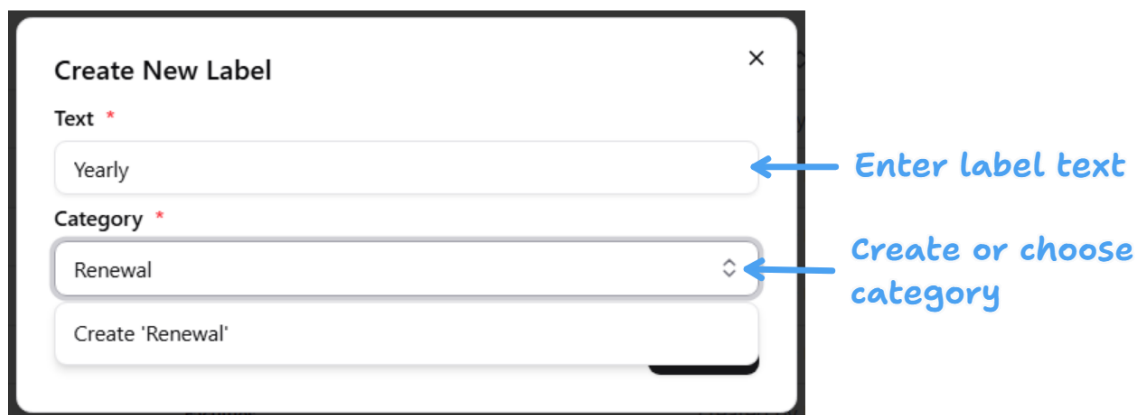 Create New Label
Text *
Yearly
Enter label text
Category *
Renewal
Create or choose
category
Create 'Renewal'